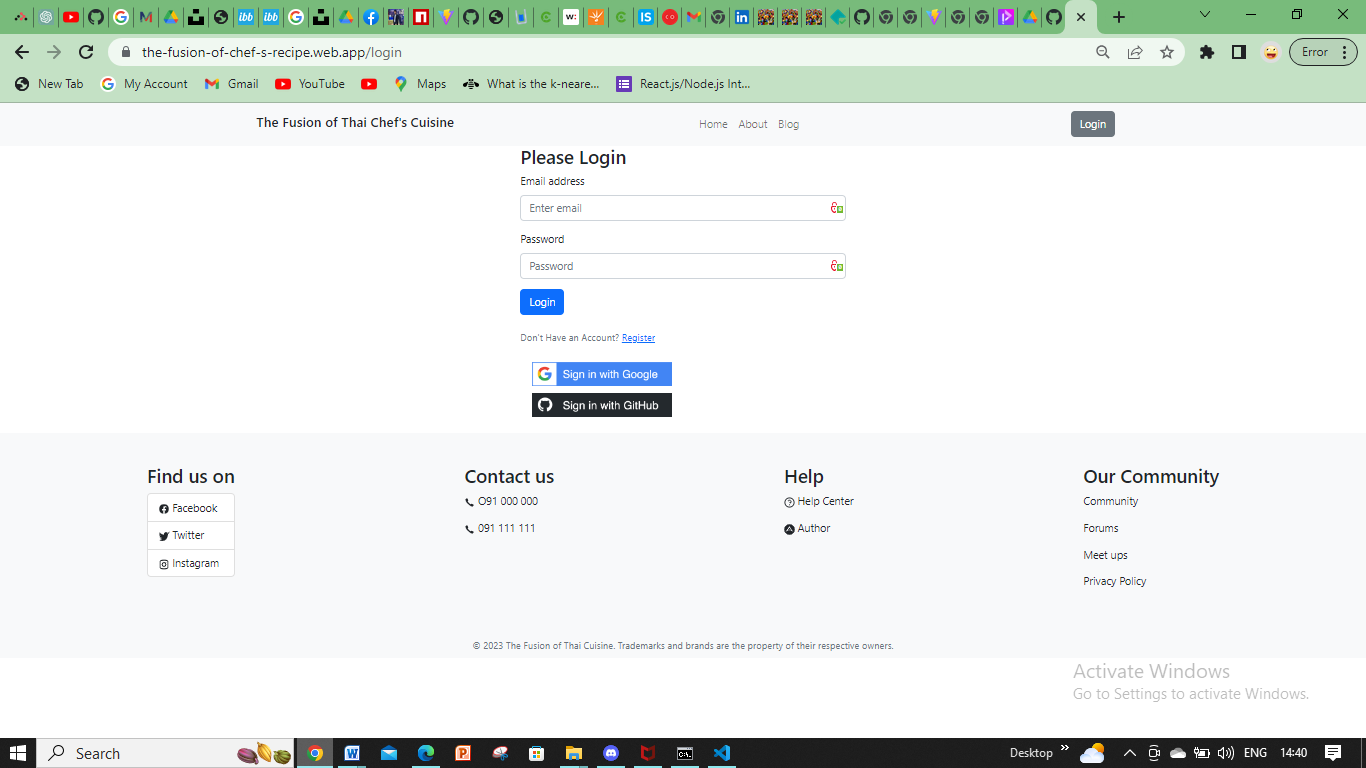 ibb
ibb
n
w:
IS
the-fusion-of-chef-s-recipe.web.app/login
Error
New Tab
My Account
Gmail
YouTube
Maps
What is the k-neare...
React.js/Node.js Int...
The Fusion of Thai Chef's Cuisine
Home About Blog
Login
Please Login
Email address
Enter email
Password
Password
Login
Don't Have an Account? Register
Sign in with Google
Sign in with GitHub
Find us on
Facebook
Twitter
Instagram
Contact us
O91 000 000
091 111 111
Help
Help Center
Author
Our Community
Community
Forums
Meet ups
Privacy Policy
© 2023 The Fusion of Thai Cuisine. Trademarks and brands are the property of their respective owners.
Activate Windows
Go to Settings to activate Windows.
Search
Desktop
ENG
14:40